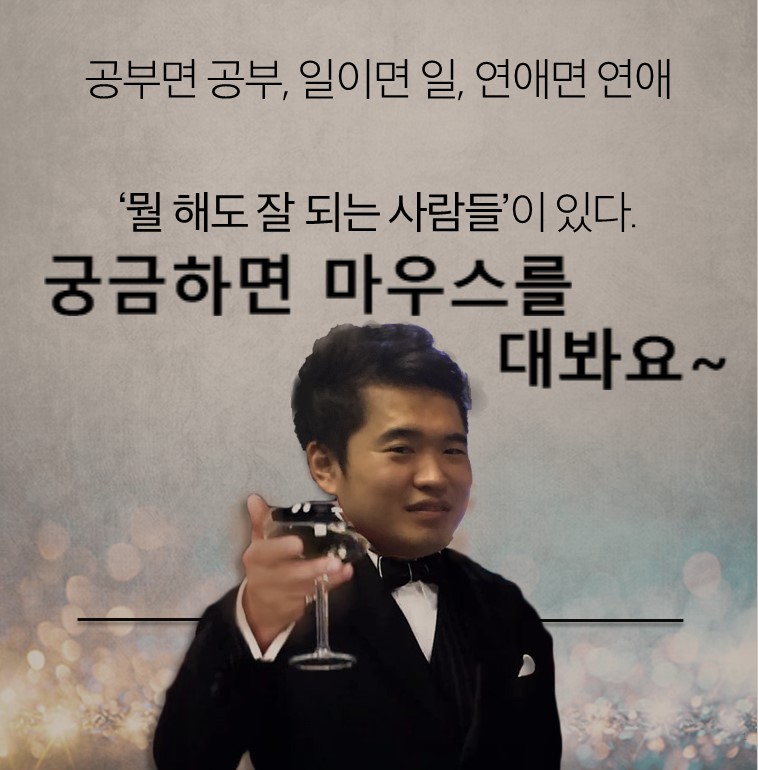 공부면 공부, 일이면 일, 연애면 연애
‘뭘 해도 잘 되는 사람들’이 있다.
궁금하면 마우스를
대봐요~